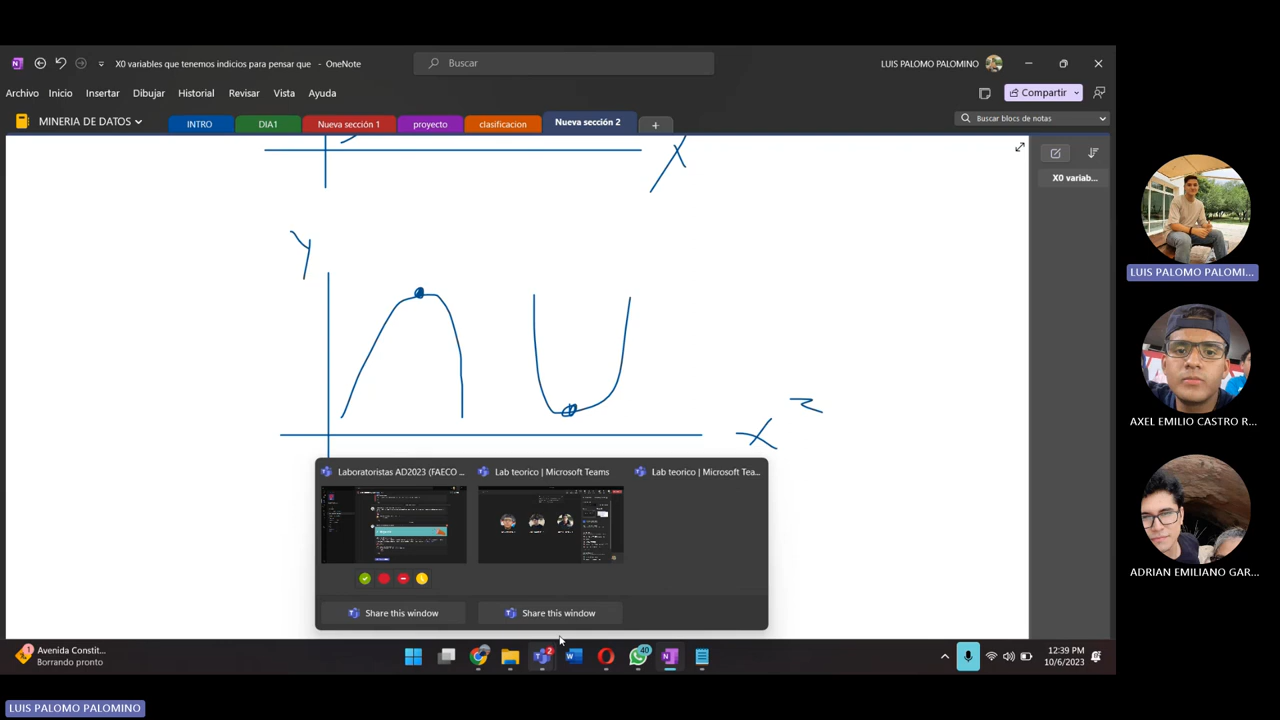 X0 variables que tenemos indicios para pensar que - OneNote
Buscar
LUIS PALOMO PALOMINO
Archivo Inicio Insertar Dibujar Historial Revisar Vista Ayuda
Compartir
MINERIA DE DATOS
INTRO DIA1 Nueva sección 1 proyecto clasificacion Nueva sección 2 +
Buscar blocs de notas
X0 variab...
x
y
x z
Laboratoristas AD2023 (FAECO ...
Lab teorico | Microsoft Teams
Lab teorico | Microsoft Tea...
Share this window
Share this window
1
Avenida Constit...
Borrando pronto
2
40
12:39 PM
10/6/2023
LUIS PALOMO PALOMI...
AXEL EMILIO CASTRO R...
ADRIAN EMILIANO GAR...
LUIS PALOMO PALOMINO